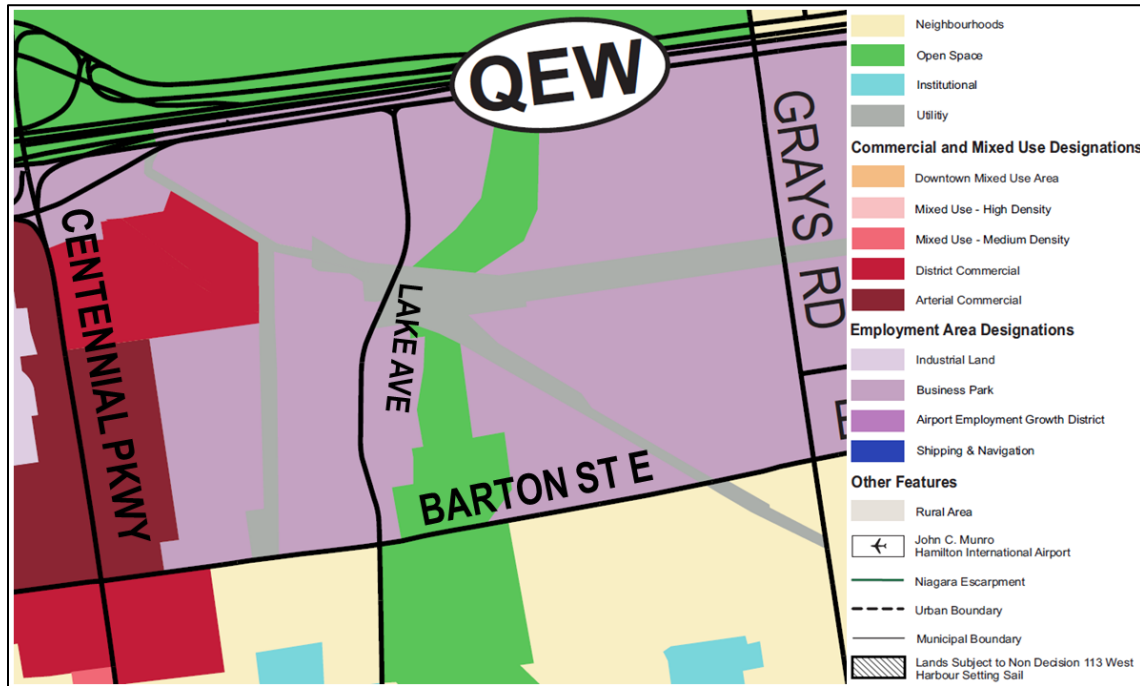 QEW
GRAYS RD
CENTENNIAL PKWY
LAKE AVE
BARTON ST E
Neighbourhoods
Open Space
Institutional
Utilitiy
Commercial and Mixed Use Designations
Downtown Mixed Use Area
Mixed Use - High Density
Mixed Use - Medium Density
District Commercial
Arterial Commercial
Employment Area Designations
Industrial Land
Business Park
Airport Employment Growth District
Shipping & Navigation
Other Features
Rural Area
John C. Munro
Hamilton International Airport
Niagara Escarpment
Urban Boundary
Municipal Boundary
Lands Subject to Non Decision 113 West
Harbour Setting Sail